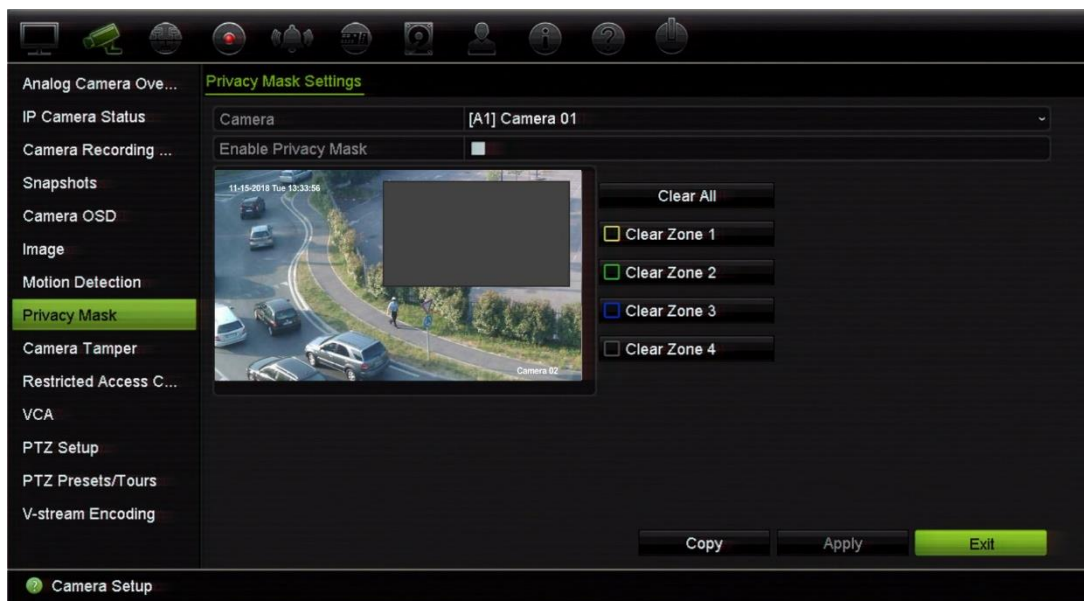 Analog Camera Ove...
Privacy Mask Settings
IP Camera Status
Camera
[A1] Camera 01
Camera Recording ...
Enable Privacy Mask
Snapshots
11-15-2018 Tue 13:33:56
Clear All
Camera OSD
Clear Zone 1
Image
Motion Detection
Clear Zone 2
Privacy Mask
Clear Zone 3
Camera Tamper
Clear Zone 4
Camera 02
Restricted Access C...
VCA
PTZ Setup
PTZ Presets/Tours
V-stream Encoding
Copy
Apply
Exit
? Camera Setup